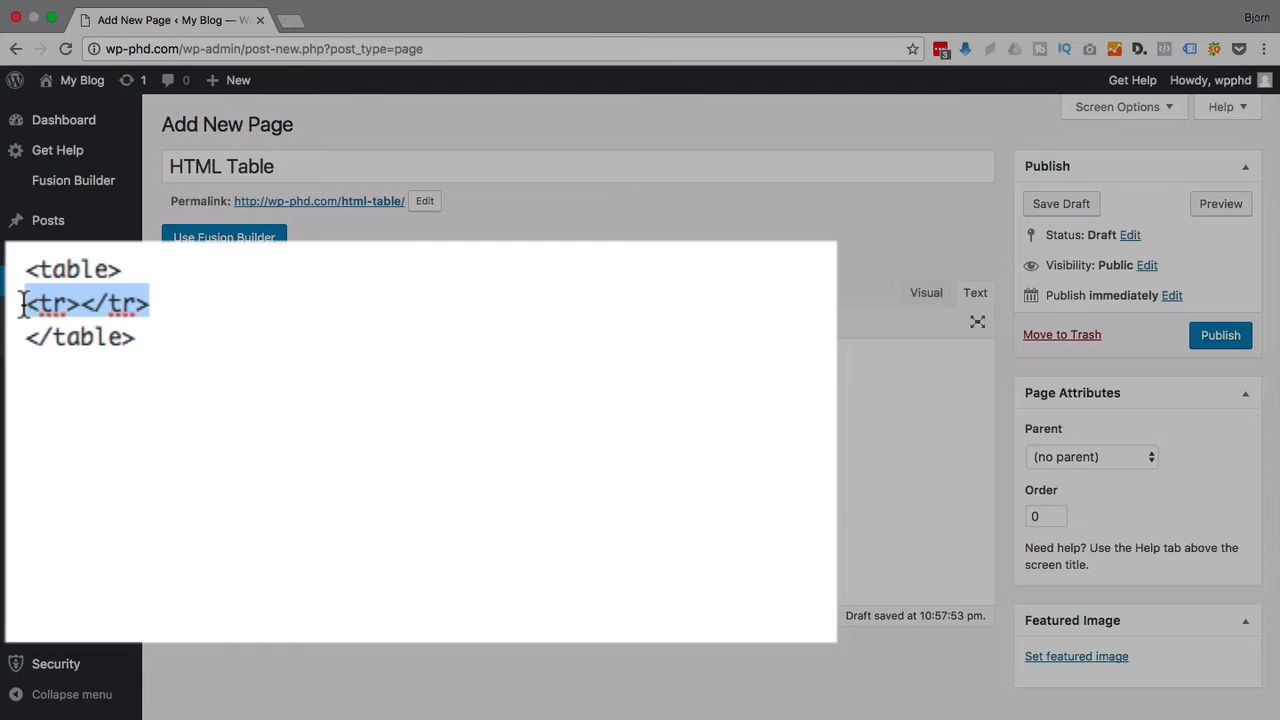 Add New Page ‹ My Blog — W
Bjorn
wp-phd.com/wp-admin/post-new.php?post_type=page
3
My Blog
1
0
New
Get Help
Howdy, wpphd
Dashboard
Get Help
Fusion Builder
Posts
Security
Collapse menu
Screen Options
Help
Add New Page
HTML Table
Permalink: http://wp-phd.com/html-table/ Edit
Use Fusion Builder
Visual
Text
<table>
<tr></tr>
</table>
Draft saved at 10:57:53 pm.
Publish
Save Draft
Preview
Status: Draft Edit
Visibility: Public Edit
Publish immediately Edit
Move to Trash
Publish
Page Attributes
Parent
(no parent)
Order
0
Need help? Use the Help tab above the
screen title.
Featured Image
Set featured image